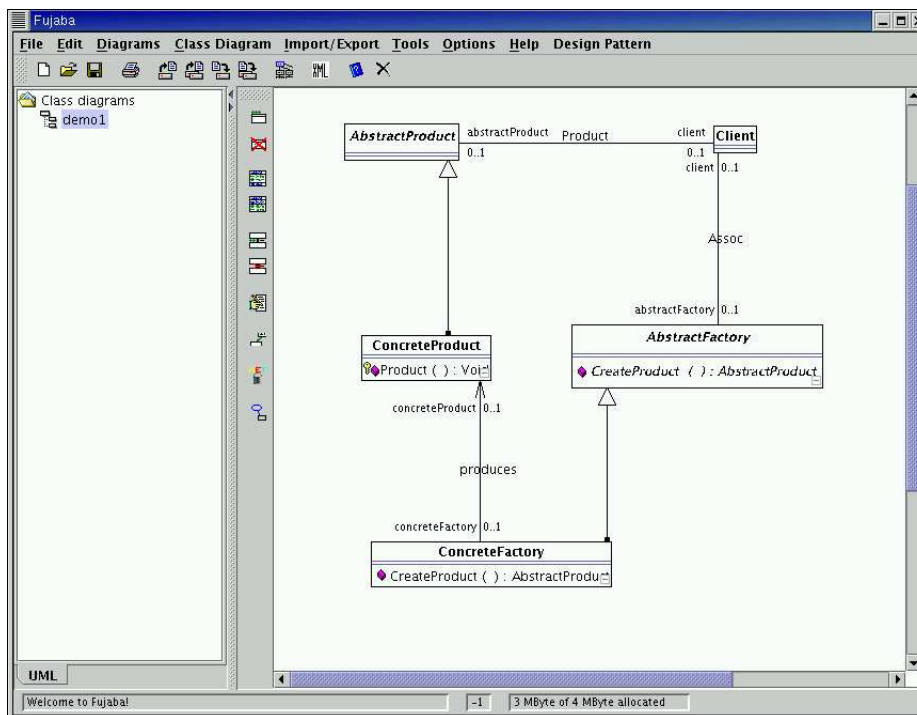 Fujaba
File Edit Diagrams Class Diagram Import/Export Tools Options Help Design Pattern
XML
Class diagrams
demo1
AbstractProduct
abstractProduct
Product
client
Client
0..1
0..1
client 0..1
Assoc
abstractFactory 0..1
ConcreteProduct
Product ( ) : Void
AbstractFactory
CreateProduct ( ) : AbstractProduct
concreteProduct 0..1
produces
concreteFactory 0..1
ConcreteFactory
CreateProduct ( ) : AbstractProduct
UML
Welcome to Fujaba!
-1
3 MByte of 4 MByte allocated